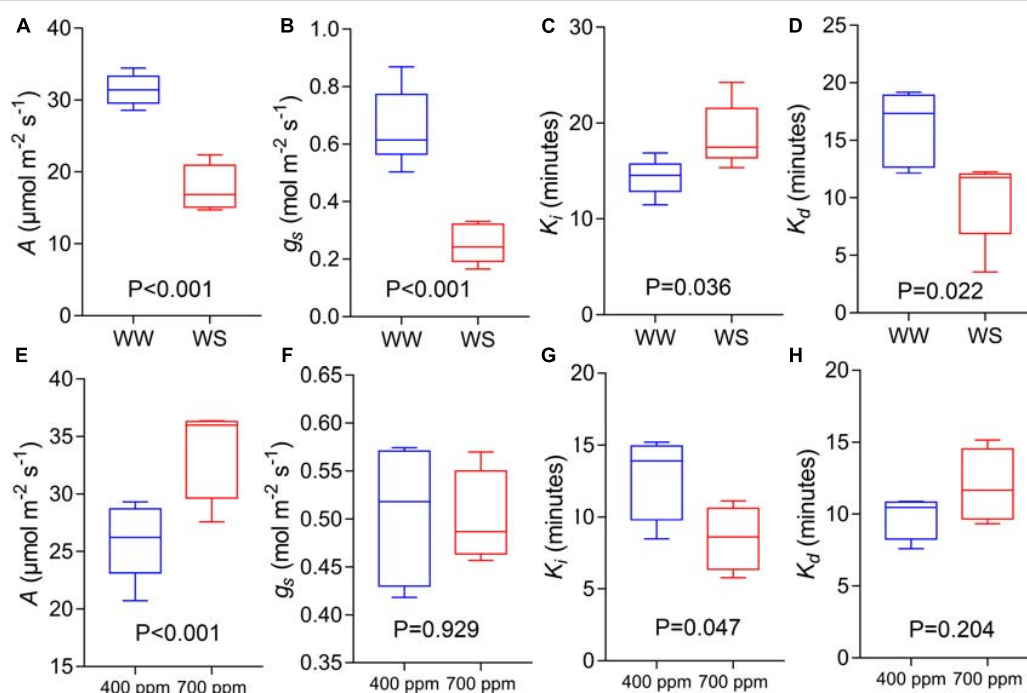 A
B
C
D
40
30
20
10
0
A (µmol m-2 s-1)
P<0.001
WW
WS
1.0
0.8
0.6
0.4
0.2
0.0
gs (mol m-2 s-1)
P<0.001
WW
WS
30
20
10
0
Ki (minutes)
P=0.036
WW
WS
25
20
15
10
5
0
Kd (minutes)
P=0.022
WW
WS
E
F
G
H
40
35
30
25
20
15
A (µmol m-2 s-1)
P<0.001
400 ppm
700 ppm
0.65
0.60
0.55
0.50
0.45
0.40
0.35
gs (mol m-2 s-1)
P=0.929
400 ppm
700 ppm
20
15
10
5
0
Ki (minutes)
P=0.047
400 ppm
700 ppm
20
15
10
5
0
Kd (minutes)
P=0.204
400 ppm
700 ppm